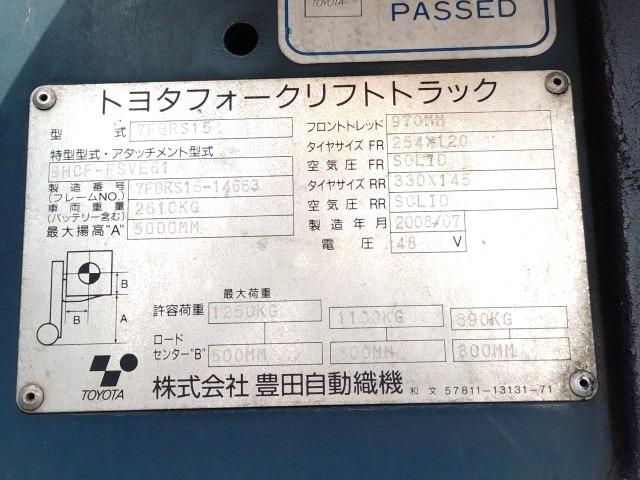 TOYOTA
PASSED
トヨタフォークリフトトラック
型 式 7FBRS15
特型型式・アタッチメント型式
BHCF-FSVE61
製造番号 7FBRS15-14663
(フレームNO.)
車両重量 2610KG
(バッテリー含む)
最大揚高"A" 5000MM
フロントトレッド 970MM
タイヤサイズ FR 254X120
空気圧 FR SOLID
タイヤサイズ RR 330X145
空気圧 RR SOLID
製造年月 2008/07
電 圧 48 V
B
B
A
最大荷重
許容荷重 1250KG 1100KG 890KG
ロード
センター"B" 500MM 600MM 800MM
TOYOTA
株式会社 豊田自動織機
和文 57811-13131-71